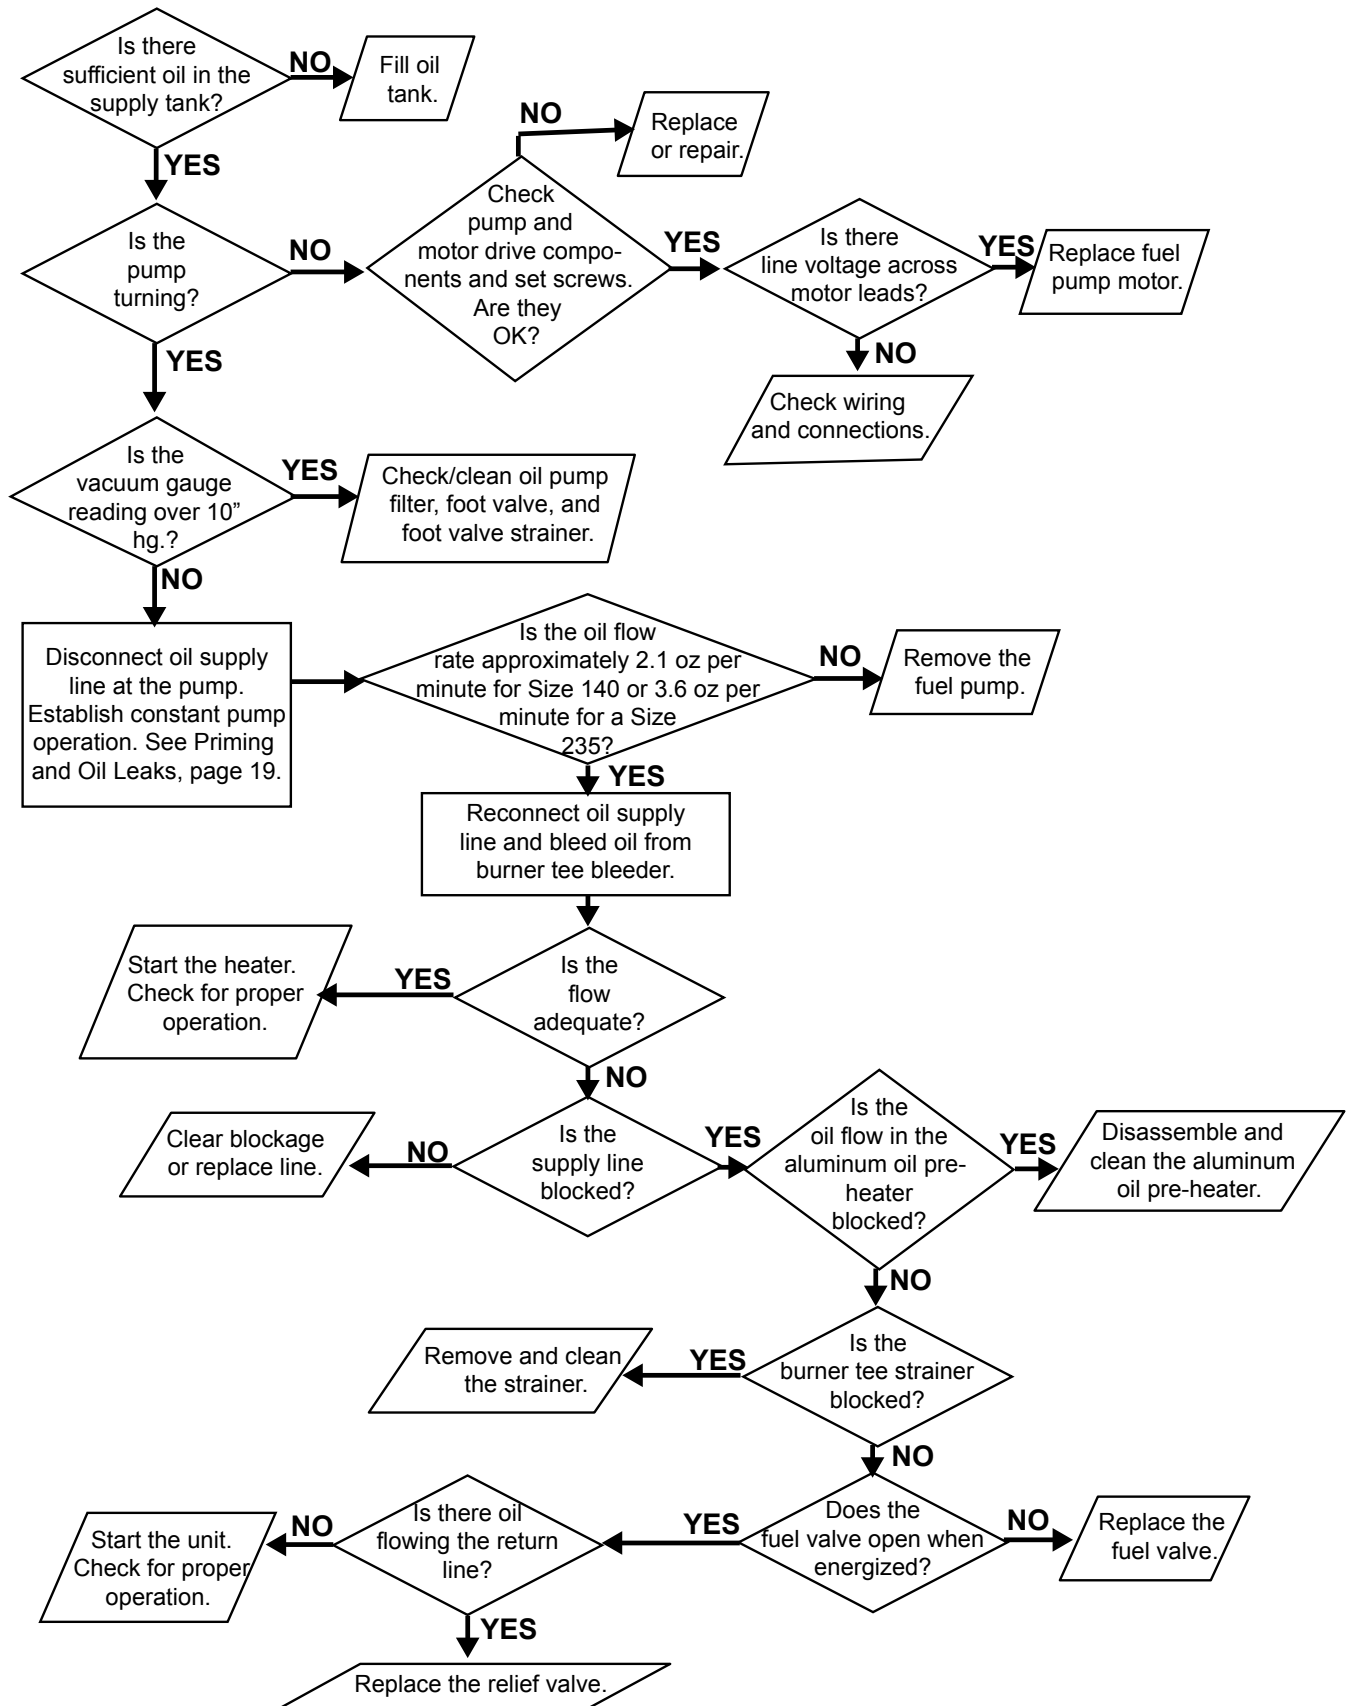 Is there
sufficient oil in the
supply tank?
NO
Fill oil
tank.
YES
Is the
pump
turning?
NO
Check
pump and
motor drive compo-
nents and set screws.
Are they
OK?
NO
Replace
or repair.
YES
Is there
line voltage across
motor leads?
YES
Replace fuel
pump motor.
NO
Check wiring
and connections.
YES
Is the
vacuum gauge
reading over 10”
hg.?
YES
Check/clean oil pump
filter, foot valve, and
foot valve strainer.
NO
Disconnect oil supply
line at the pump.
Establish constant pump
operation. See Priming
and Oil Leaks, page 19.
Is the oil flow
rate approximately 2.1 oz per
minute for Size 140 or 3.6 oz per
minute for a Size
235?
NO
Remove the
fuel pump.
YES
Reconnect oil supply
line and bleed oil from
burner tee bleeder.
Is the
flow
adequate?
YES
Start the heater.
Check for proper
operation.
NO
Is the
supply line
blocked?
NO
Clear blockage
or replace line.
YES
Is the
oil flow in the
aluminum oil pre-
heater
blocked?
YES
Disassemble and
clean the aluminum
oil pre-heater.
NO
Is the
burner tee strainer
blocked?
YES
Remove and clean
the strainer.
NO
Does the
fuel valve open when
energized?
NO
Replace the
fuel valve.
YES
Is there oil
flowing the return
line?
NO
Start the unit.
Check for proper
operation.
YES
Replace the relief valve.